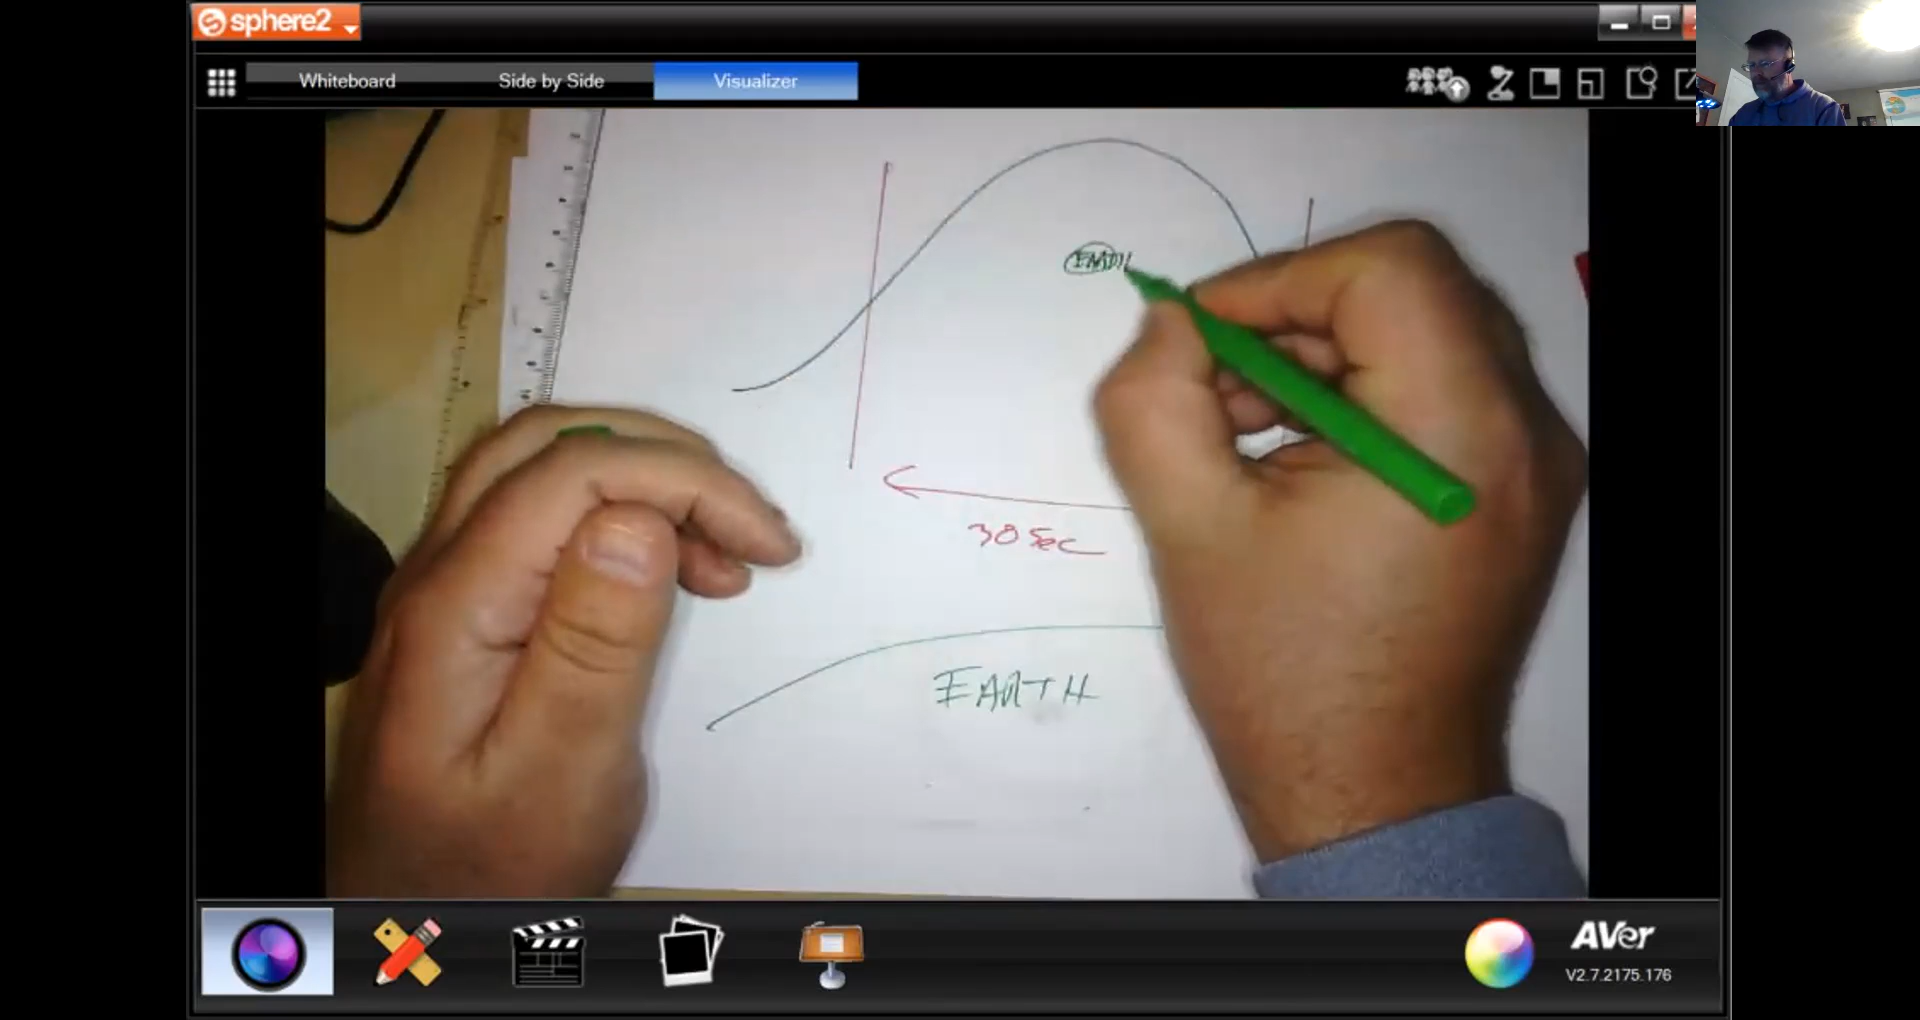 sphere2
Whiteboard
Side by Side
Visualizer
30 Sec
EARTH
AVer
V2.7.2175.176